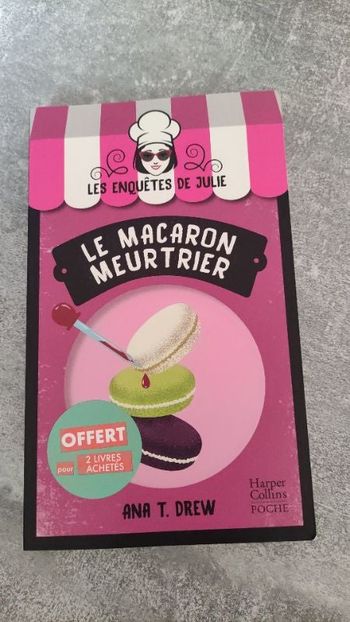 LES ENQUÊTES DE JULIE
LE MACARON
MEURTRIER
OFFERT
pour 2 LIVRES
ACHETÉS
ANA T. DREW
Harper
Collins
POCHE